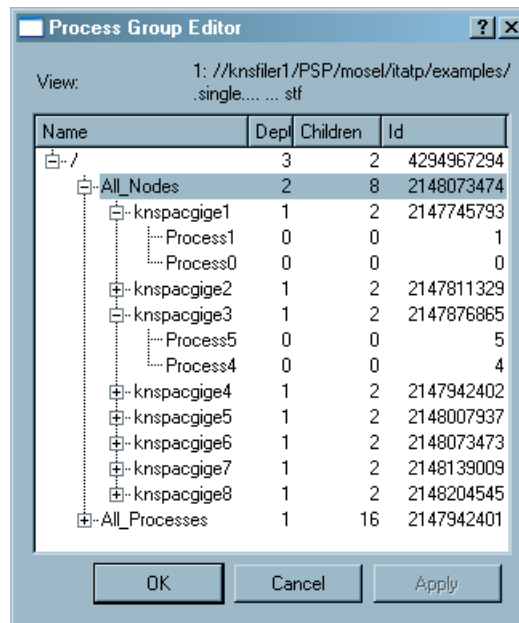 Process Group Editor
View: 1: //knsfiler1/PSP/mosel/itatp/examples/
.single.... ... stf
Name Dept Children Id
/ 3 2 4294967294
All_Nodes 2 8 2148073474
knspacgige1 1 2 2147745793
Process1 0 0 1
Process0 0 0 0
knspacgige2 1 2 2147811329
knspacgige3 1 2 2147876865
Process5 0 0 5
Process4 0 0 4
knspacgige4 1 2 2147942402
knspacgige5 1 2 2148007937
knspacgige6 1 2 2148073473
knspacgige7 1 2 2148139009
knspacgige8 1 2 2148204545
All_Processes 1 16 2147942401
OK Cancel Apply